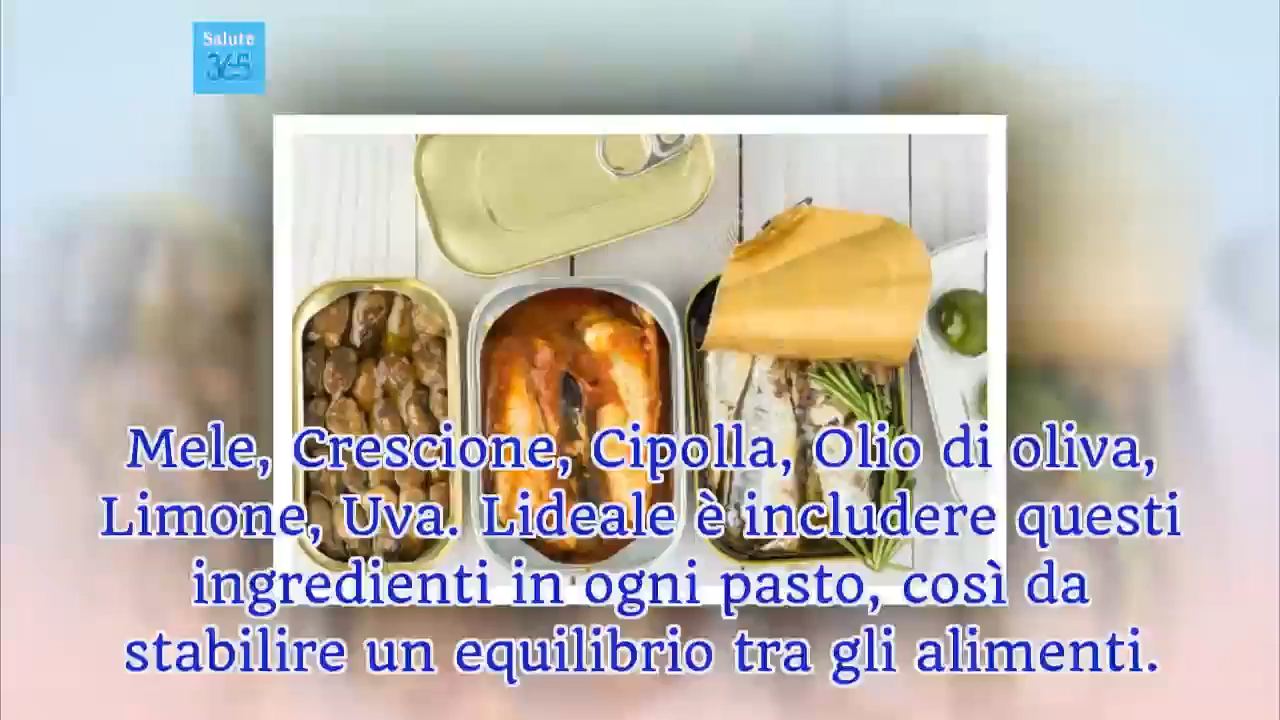 Salute
365
Mele, Crescione, Cipolla, Olio di oliva,
Limone, Uva. Lideale è includere questi
ingredienti in ogni pasto, così da
stabilire un equilibrio tra gli alimenti.